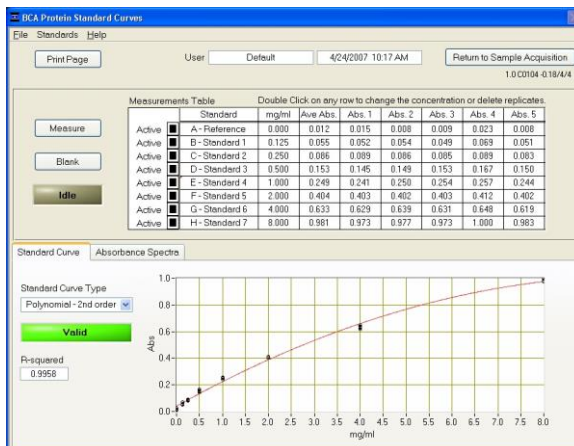 BCA Protein Standard Curves
File Standards Help
Print Page User Default 4/24/2007 10:17 AM Return to Sample Acquisition
1.0 C0104 -0.18/4/4
Measurements Table Double Click on any row to change the concentration or delete replicates.
Standard mg/ml Ave Abs. Abs. 1 Abs. 2 Abs. 3 Abs. 4 Abs. 5
Active A - Reference 0.000 0.012 0.015 0.008 0.009 0.023 0.008
Measure Active B - Standard 1 0.125 0.055 0.052 0.054 0.049 0.069 0.051
Active C - Standard 2 0.250 0.086 0.089 0.086 0.085 0.089 0.083
Blank Active D - Standard 3 0.500 0.153 0.145 0.149 0.153 0.167 0.150
Active E - Standard 4 1.000 0.249 0.241 0.250 0.254 0.257 0.244
Idle Active F - Standard 5 2.000 0.404 0.403 0.402 0.403 0.412 0.402
Active G - Standard 6 4.000 0.633 0.629 0.639 0.631 0.648 0.619
Active H - Standard 7 8.000 0.981 0.973 0.977 0.973 1.000 0.983
Standard Curve Absorbance Spectra
Standard Curve Type
Polynomial - 2nd order
Valid
R-squared
0.9958
Abs
1.0
0.8
0.6
0.4
0.2
0.0
0.0 0.5 1.0 1.5 2.0 2.5 3.0 3.5 4.0 4.5 5.0 5.5 6.0 6.5 7.0 7.5 8.0
mg/ml